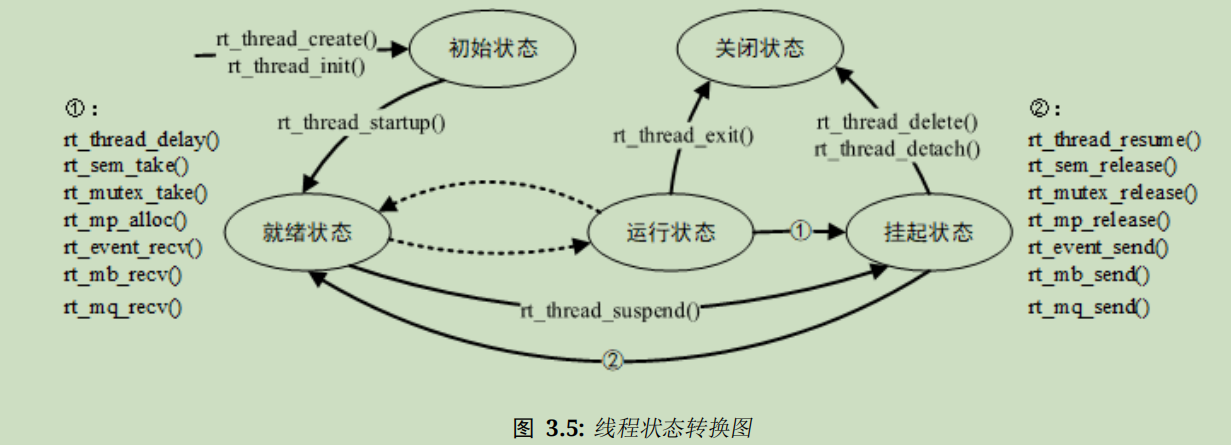 rt_thread_create()
rt_thread_init()
初始状态
关闭状态
rt_thread_startup()
rt_thread_exit()
rt_thread_delete()
rt_thread_detach()
①：
rt_thread_delay()
rt_sem_take()
rt_mutex_take()
rt_mp_alloc()
rt_event_recv()
rt_mb_recv()
rt_mq_recv()
就绪状态
运行状态
①
挂起状态
rt_thread_suspend()
②
②：
rt_thread_resume()
rt_sem_release()
rt_mutex_release()
rt_mp_release()
rt_event_send()
rt_mb_send()
rt_mq_send()
图 3.5: 线程状态转换图